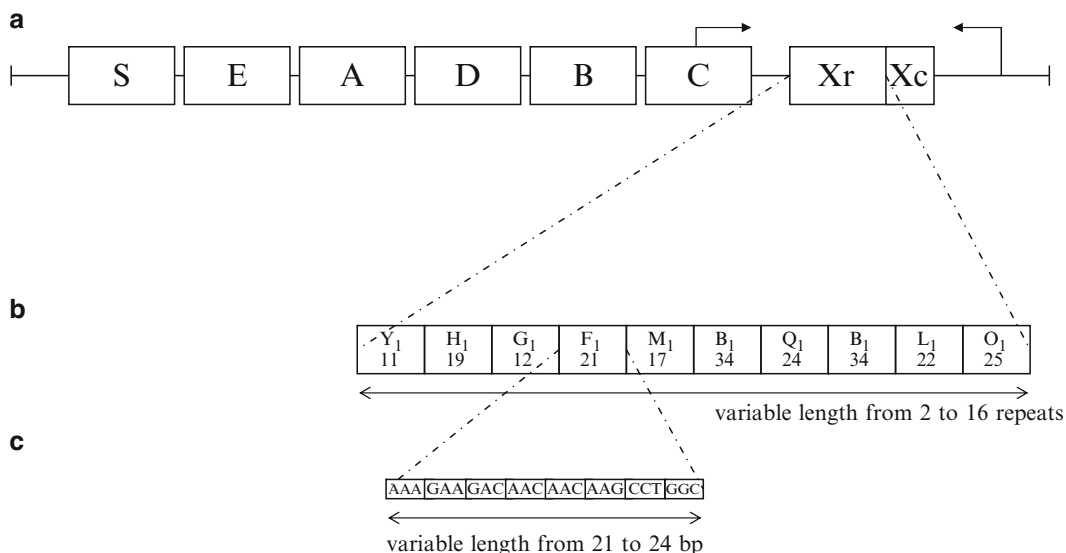 a
S E A D B C Xr Xc
b
Y1 H1 G1 F1 M1 B1 Q1 B1 L1 O1
11 19 12 21 17 34 24 34 22 25
variable length from 2 to 16 repeats
c
AAA GAA GAC AAC AAC AAG CCT GGC
variable length from 21 to 24 bp